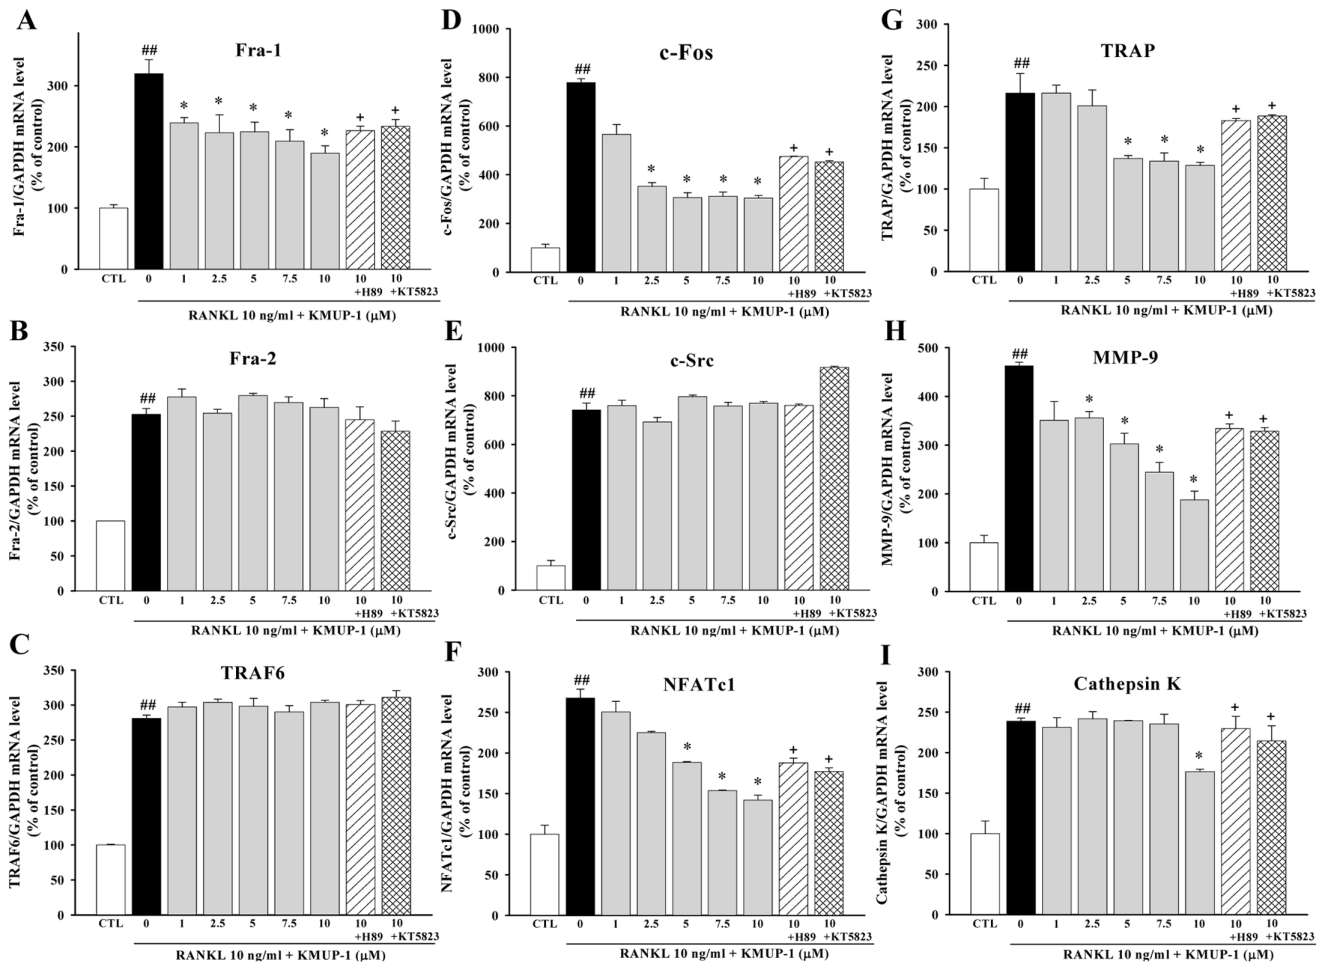 A
Fra-1
Fra-1/GAPDH mRNA level
(% of control)
300
200
100
0
##
* * * * * + +
CTL 0 1 2.5 5 7.5 10 10 10
+H89 +KT5823
RANKL 10 ng/ml + KMUP-1 (μM)
B
Fra-2
Fra-2/GAPDH mRNA level
(% of control)
350
300
250
200
150
100
50
0
##
CTL 0 1 2.5 5 7.5 10 10 10
+H89 +KT5823
RANKL 10 ng/ml + KMUP-1 (μM)
C
TRAF6
TRAF6/GAPDH mRNA level
(% of control)
350
300
250
200
150
100
50
0
##
CTL 0 1 2.5 5 7.5 10 10 10
+H89 +KT5823
RANKL 10 ng/ml + KMUP-1 (μM)
D
c-Fos
c-Fos/GAPDH mRNA level
(% of control)
1000
800
600
400
200
0
##
* * * * + +
CTL 0 1 2.5 5 7.5 10 10 10
+H89 +KT5823
RANKL 10 ng/ml + KMUP-1 (μM)
E
c-Src
c-Src/GAPDH mRNA level
(% of control)
1000
800
600
400
200
0
##
CTL 0 1 2.5 5 7.5 10 10 10
+H89 +KT5823
RANKL 10 ng/ml + KMUP-1 (μM)
F
NFATc1
NFATc1/GAPDH mRNA level
(% of control)
300
250
200
150
100
50
0
##
* * * + +
CTL 0 1 2.5 5 7.5 10 10 10
+H89 +KT5823
RANKL 10 ng/ml + KMUP-1 (μM)
G
TRAP
TRAP/GAPDH mRNA level
(% of control)
300
250
200
150
100
50
0
##
* * * + +
CTL 0 1 2.5 5 7.5 10 10 10
+H89 +KT5823
RANKL 10 ng/ml + KMUP-1 (μM)
H
MMP-9
MMP-9/GAPDH mRNA level
(% of control)
500
400
300
200
100
0
##
* * * * + +
CTL 0 1 2.5 5 7.5 10 10 10
+H89 +KT5823
RANKL 10 ng/ml + KMUP-1 (μM)
I
Cathepsin K
Cathepsin K/GAPDH mRNA level
(% of control)
300
250
200
150
100
50
0
##
* + +
CTL 0 1 2.5 5 7.5 10 10 10
+H89 +KT5823
RANKL 10 ng/ml + KMUP-1 (μM)